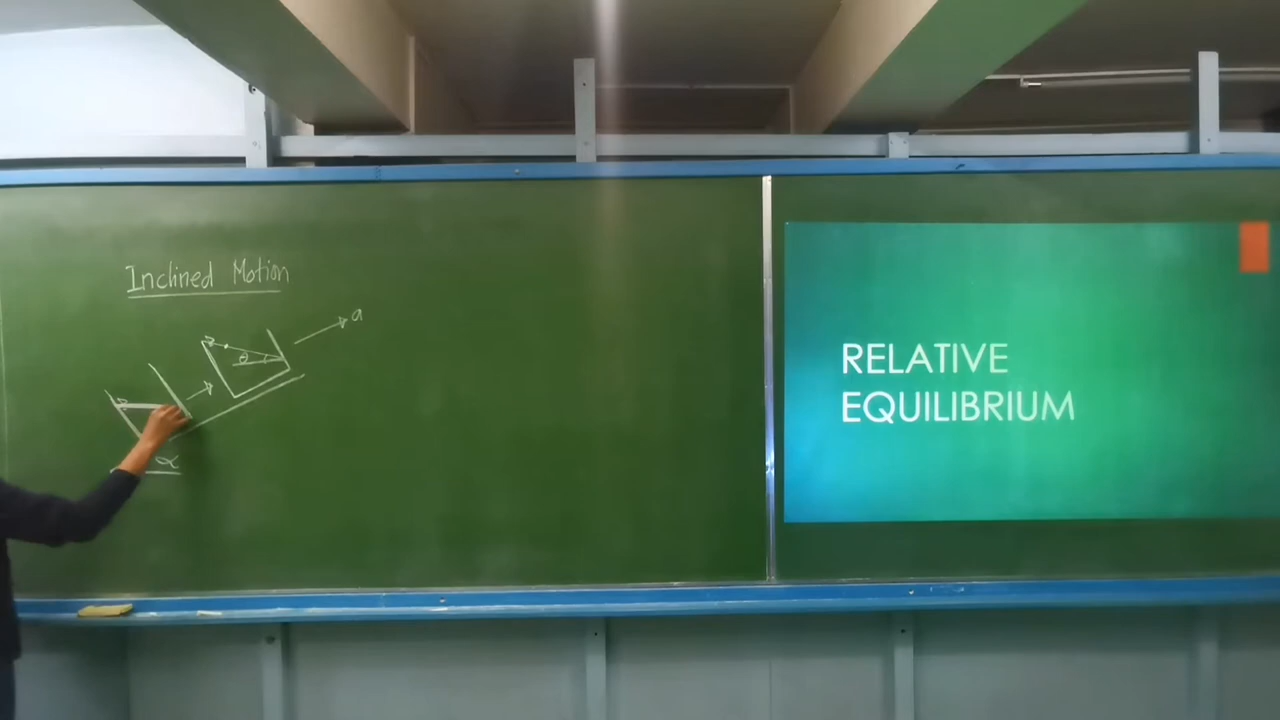 Inclined Motion
a
θ
α
RELATIVE
EQUILIBRIUM